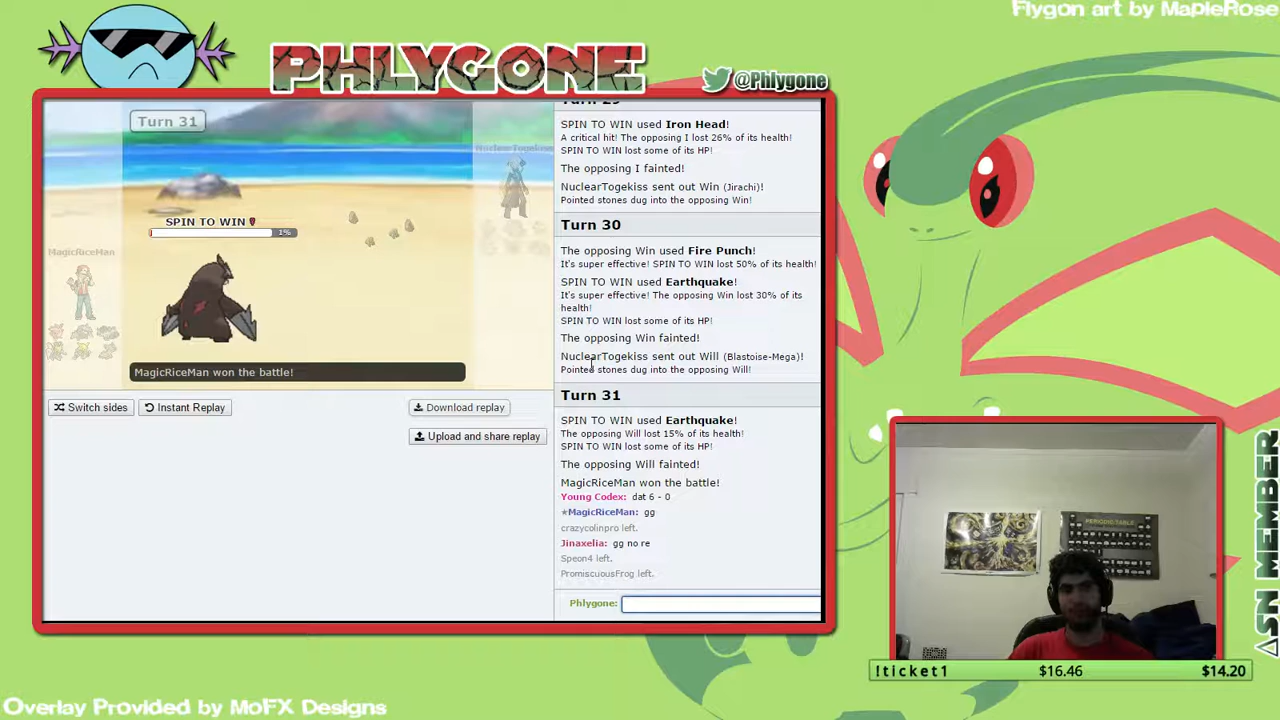 Flygon art by MapleRose
PHLYGONE
@Phlygone
Turn 31
NuclearTogekiss
SPIN TO WIN
1%
MagicRiceMan
MagicRiceMan won the battle!
Switch sides
Instant Replay
Download replay
Upload and share replay
Turn 29
SPIN TO WIN used Iron Head!
A critical hit! The opposing I lost 26% of its health!
SPIN TO WIN lost some of its HP!
The opposing I fainted!
NuclearTogekiss sent out Win (Jirachi)!
Pointed stones dug into the opposing Win!
Turn 30
The opposing Win used Fire Punch!
It's super effective! SPIN TO WIN lost 50% of its health!
SPIN TO WIN used Earthquake!
It's super effective! The opposing Win lost 30% of its
health!
SPIN TO WIN lost some of its HP!
The opposing Win fainted!
NuclearTogekiss sent out Will (Blastoise-Mega)!
Pointed stones dug into the opposing Will!
Turn 31
SPIN TO WIN used Earthquake!
The opposing Will lost 15% of its health!
SPIN TO WIN lost some of its HP!
The opposing Will fainted!
MagicRiceMan won the battle!
Young Codex: dat 6 - 0
★MagicRiceMan: gg
crazycolinpro left.
Jinaxelia: gg no re
Speon4 left.
PromiscuousFrog left.
Phlygone:
PERIODIC TABLE
!ticket1 $16.46 $14.20
ASN MEMBER
Overlay Provided by MoFX Designs